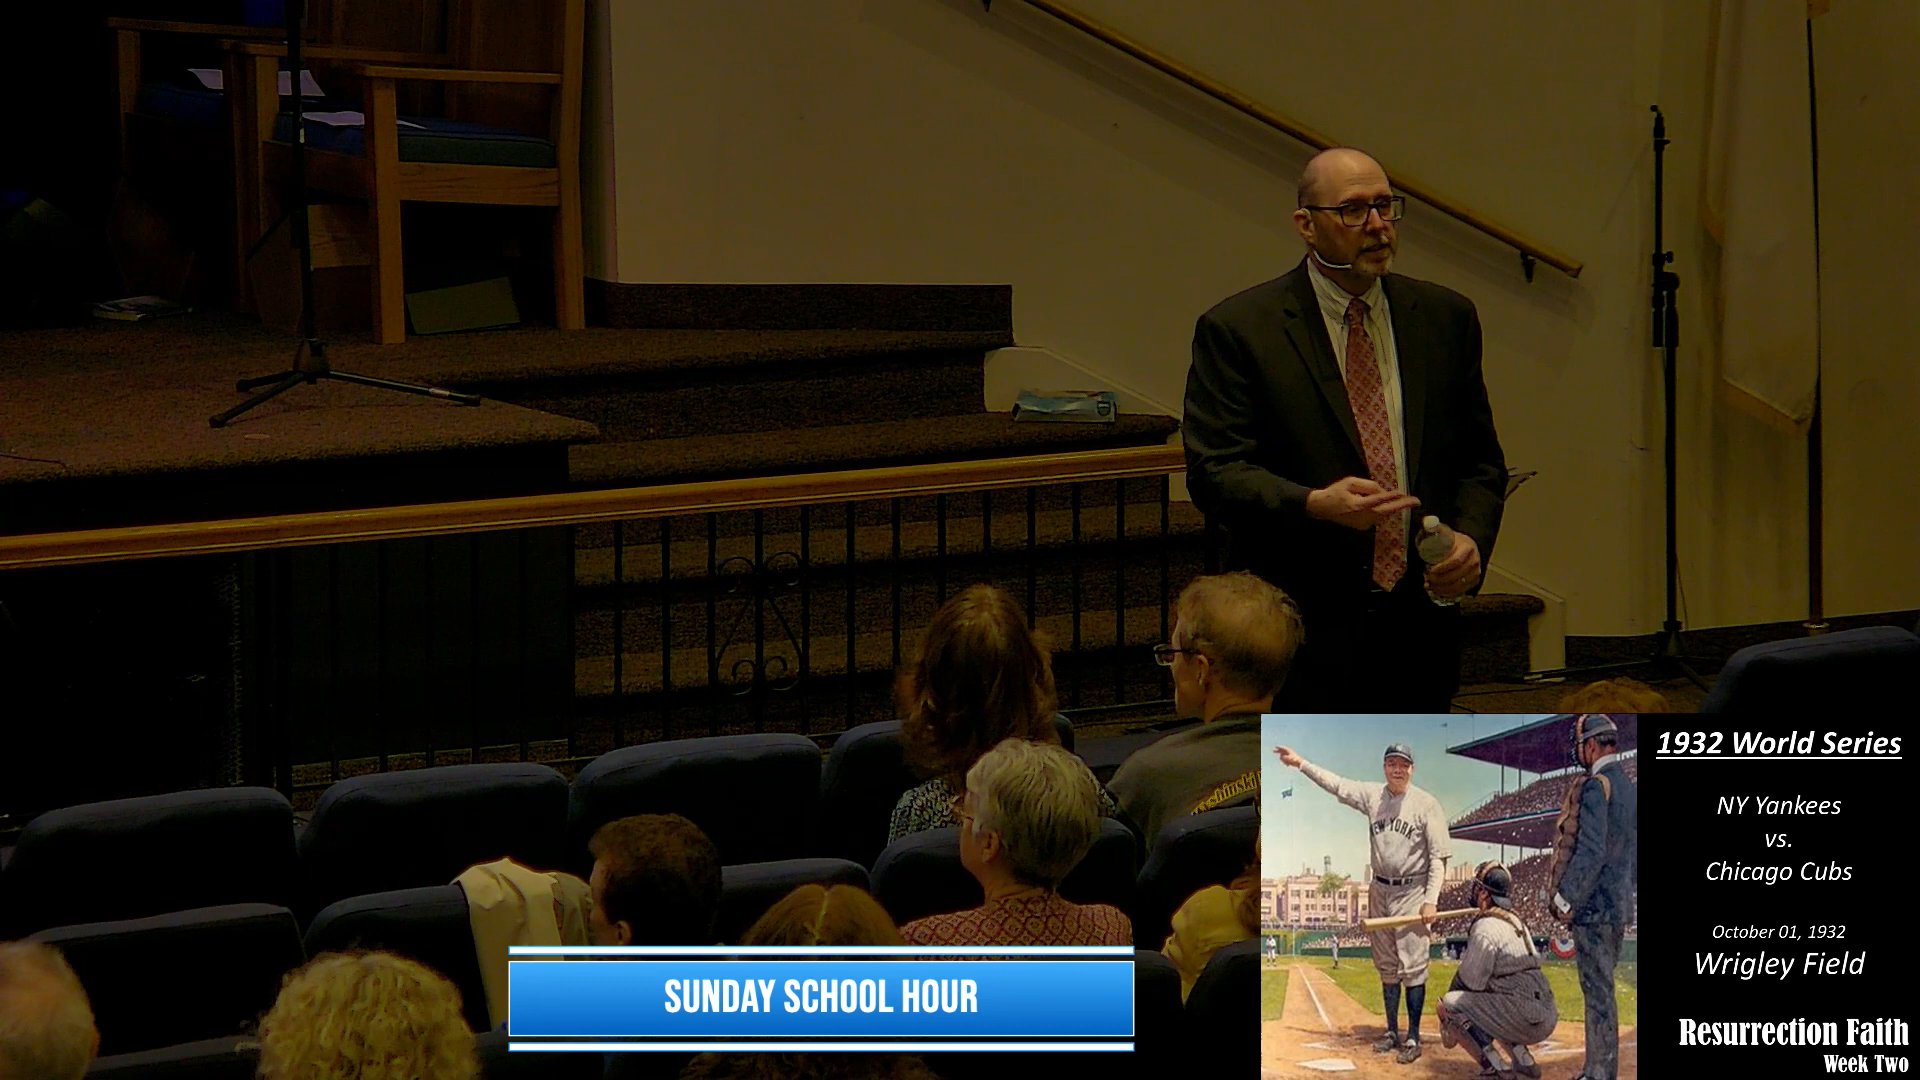 SUNDAY SCHOOL HOUR
1932 World Series
NY Yankees
vs.
Chicago Cubs
October 01, 1932
Wrigley Field
Resurrection Faith
Week Two
NEW YORK